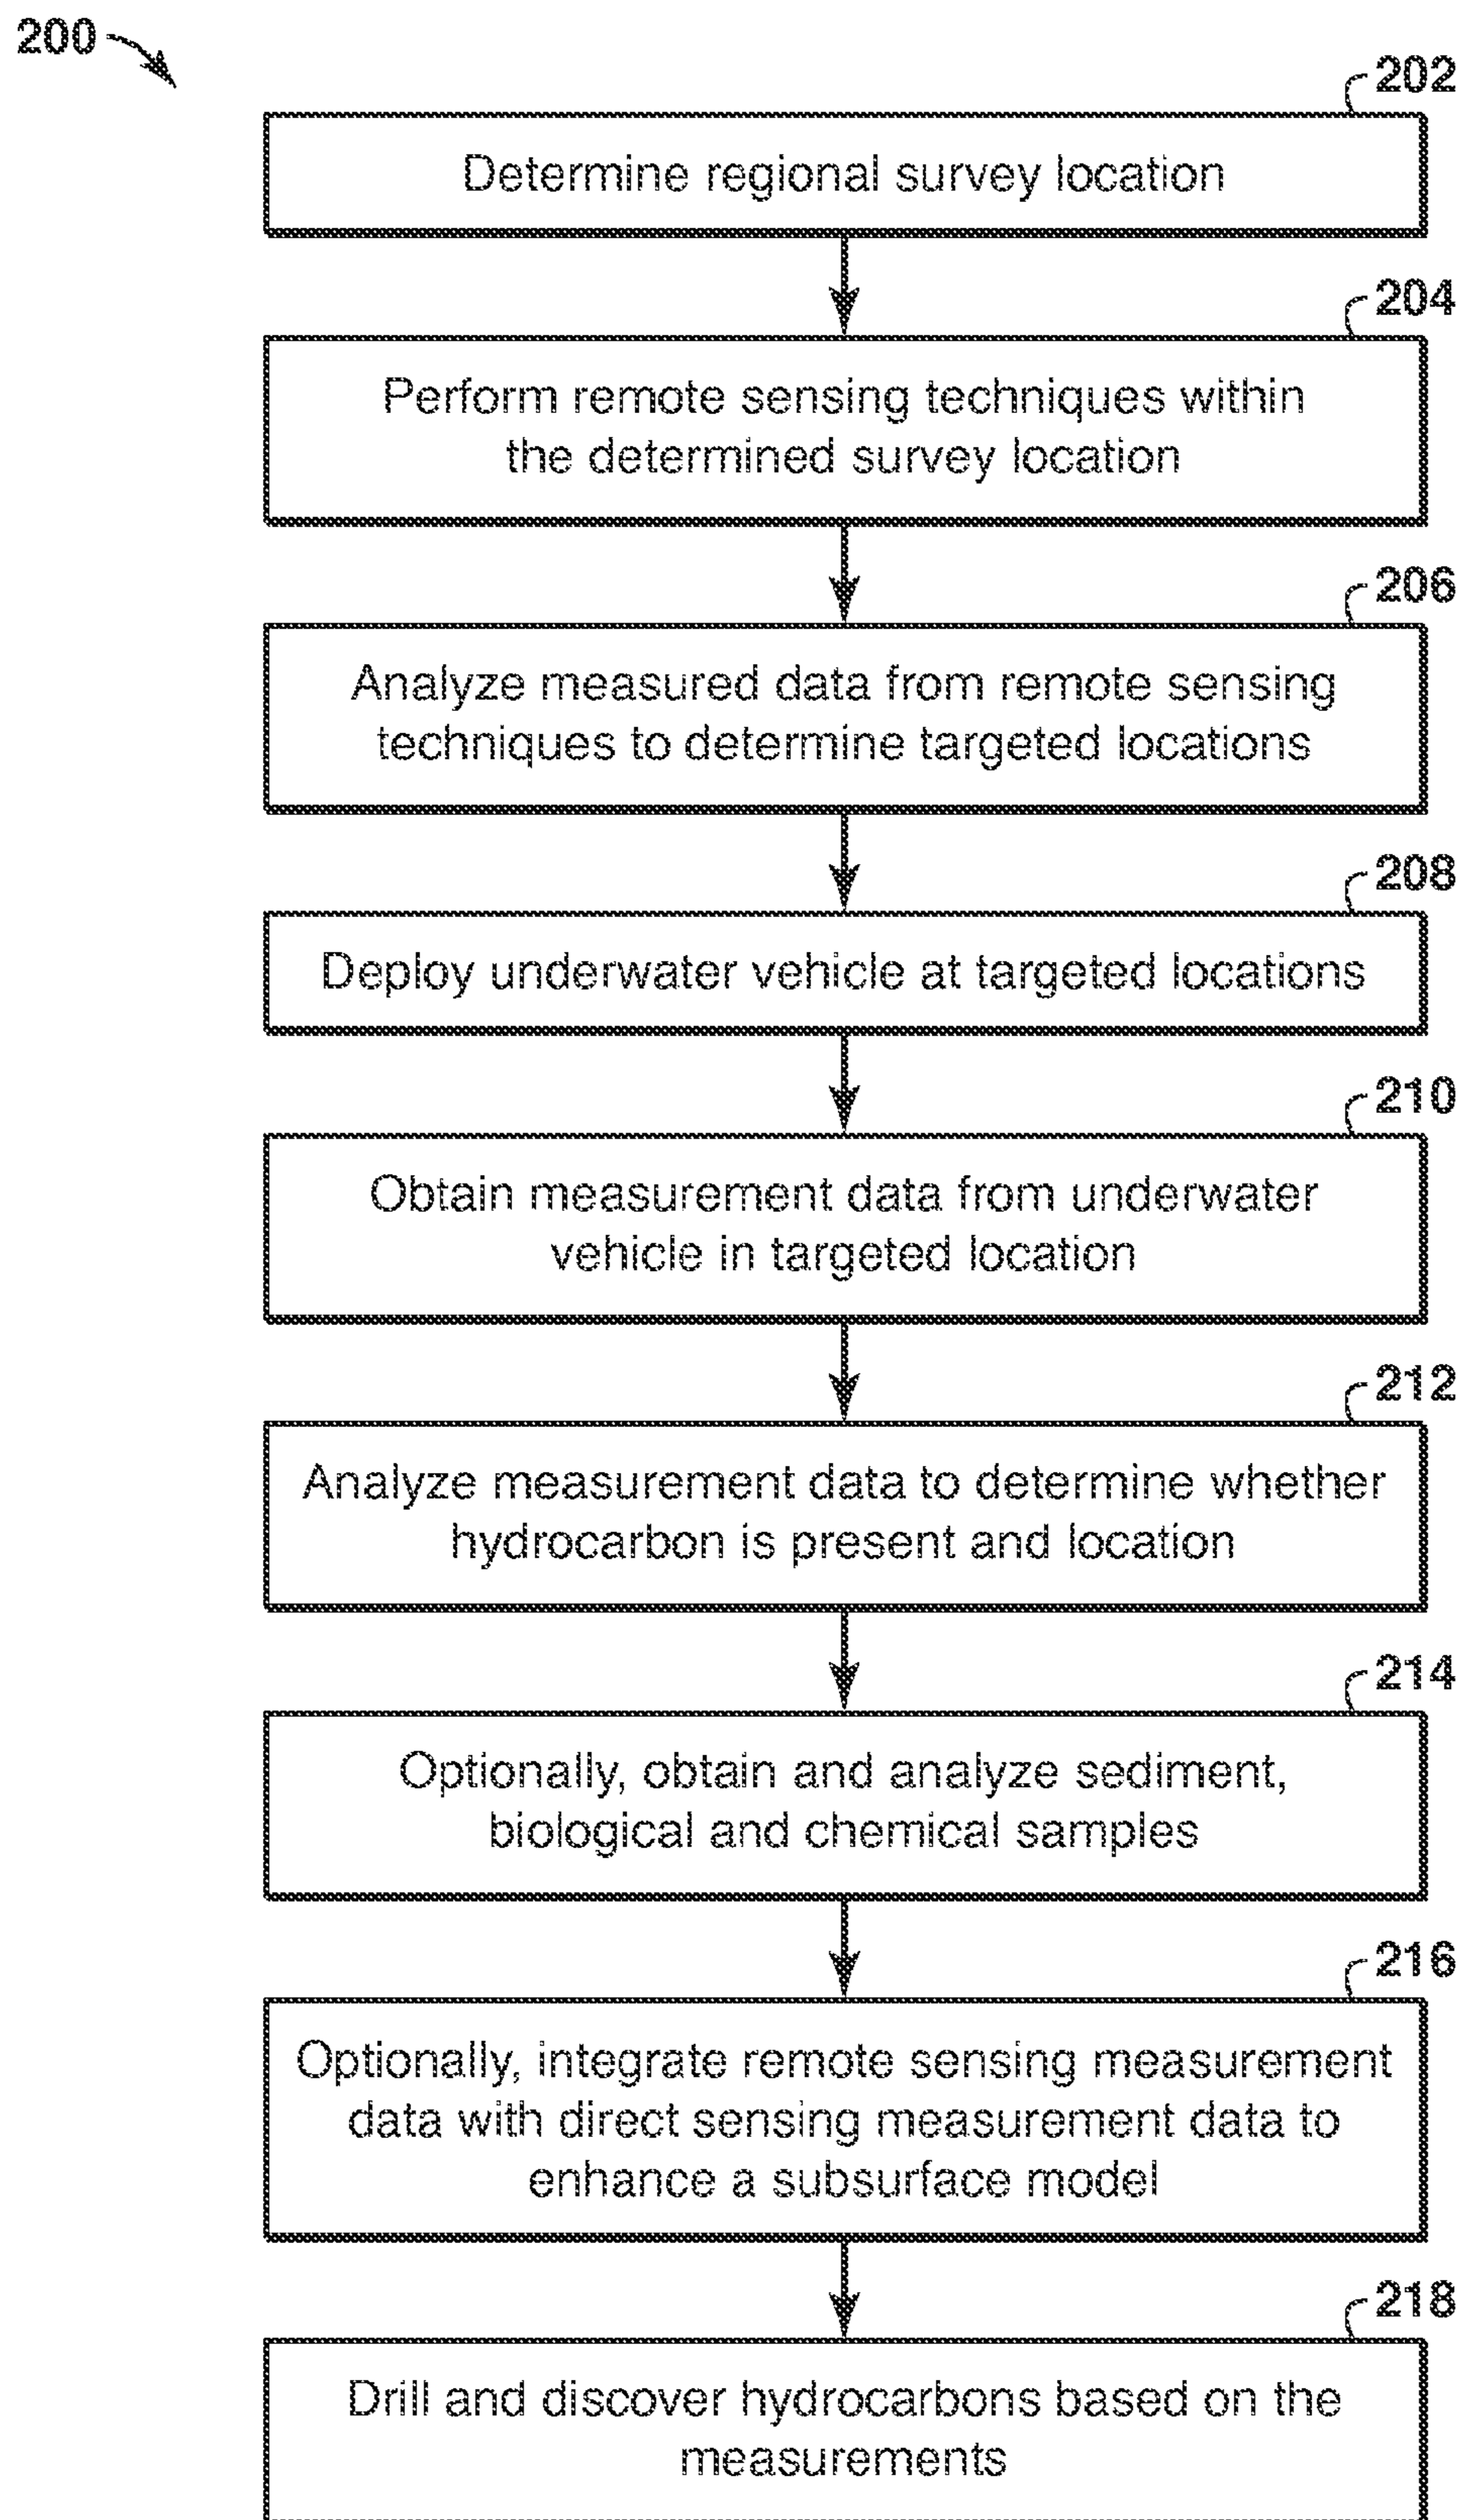 200
202
Determine regional survey location
204
Perform remote sensing techniques within
the determined survey location
206
Analyze measured data from remote sensing
techniques to determine targeted locations
208
Deploy underwater vehicle at targeted locations
210
Obtain measurement data from underwater
vehicle in targeted location
212
Analyze measurement data to determine whether
hydrocarbon is present and location
214
Optionally, obtain and analyze sediment,
biological and chemical samples
216
Optionally, integrate remote sensing measurement
data with direct sensing measurement data to
enhance a subsurface model
218
Drill and discover hydrocarbons based on the
measurements